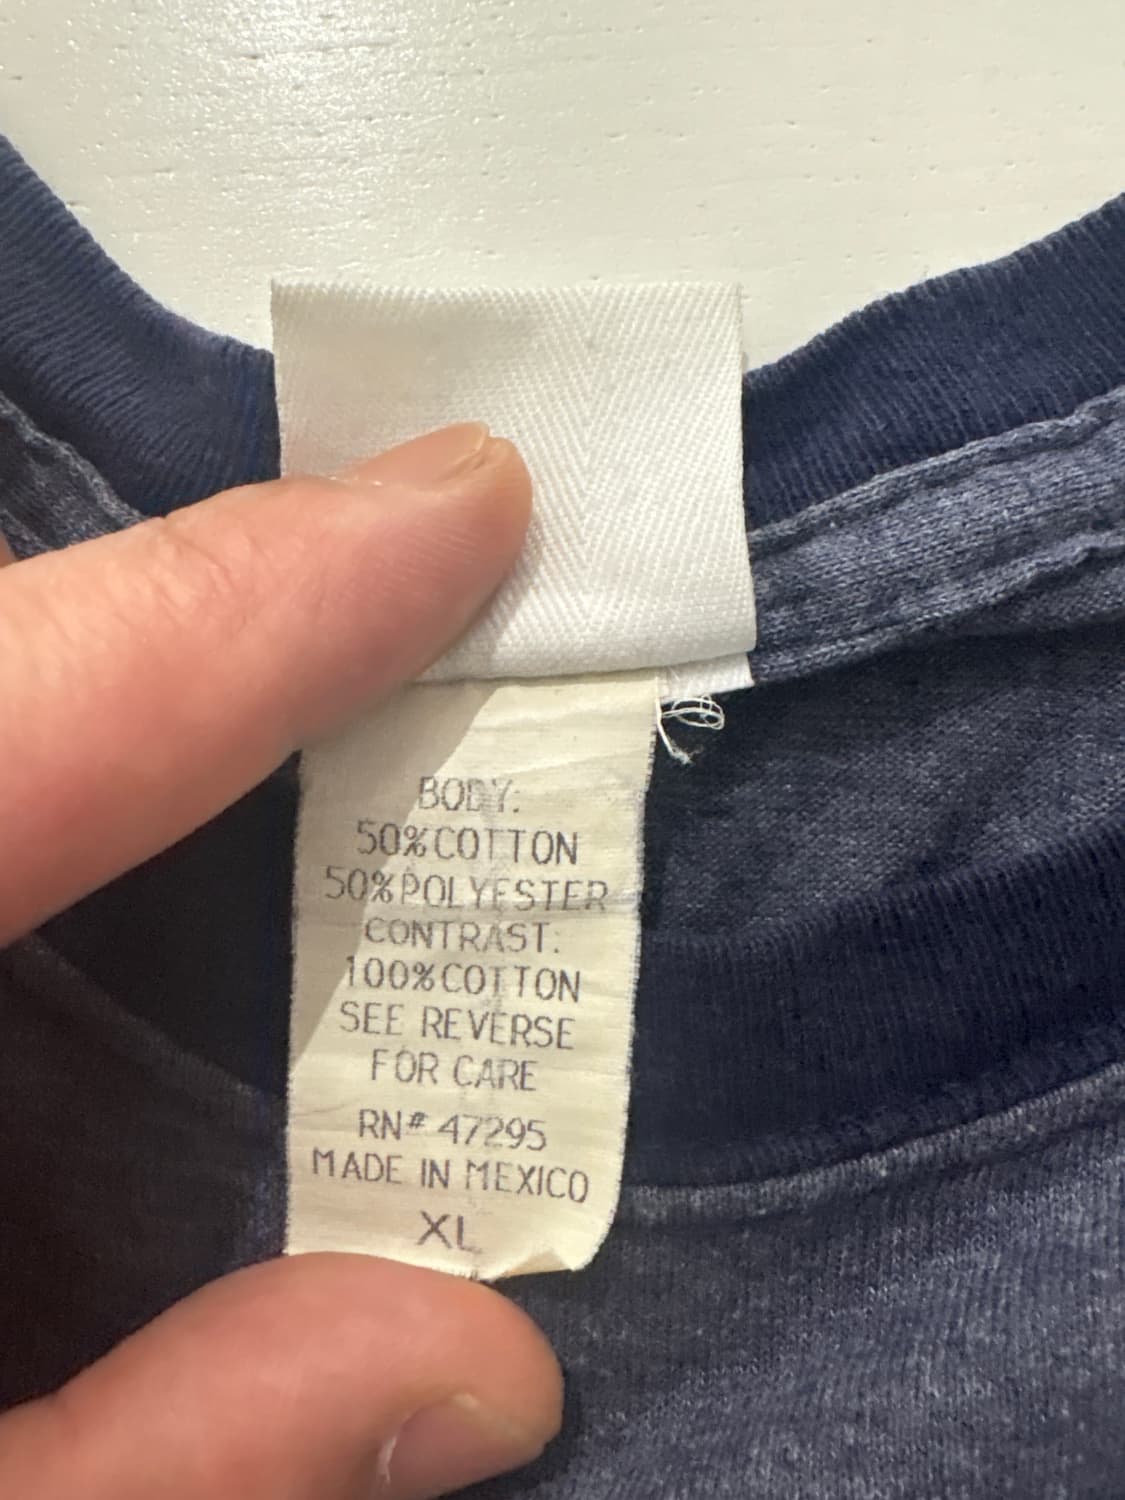 BODY:
50%COTTON
50%POLYESTER
CONTRAST:
100%COTTON
SEE REVERSE
FOR CARE
RN# 47295
MADE IN MEXICO
XL